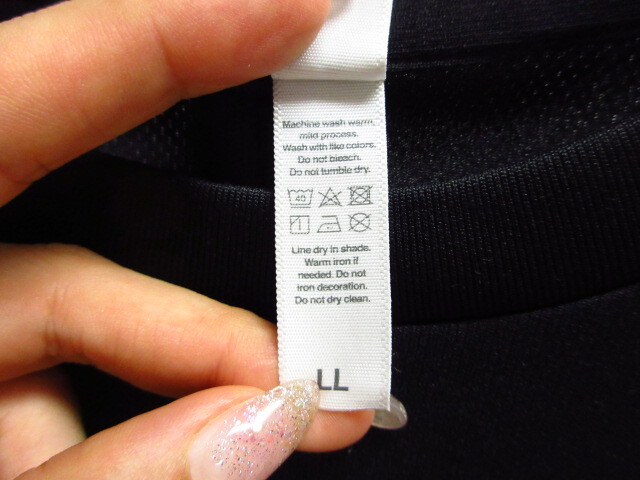 Machine wash warm,
mild process.
Wash with like colors.
Do not bleach.
Do not tumble dry.
40
Line dry in shade.
Warm iron if
needed. Do not
iron decoration.
Do not dry clean.
LL